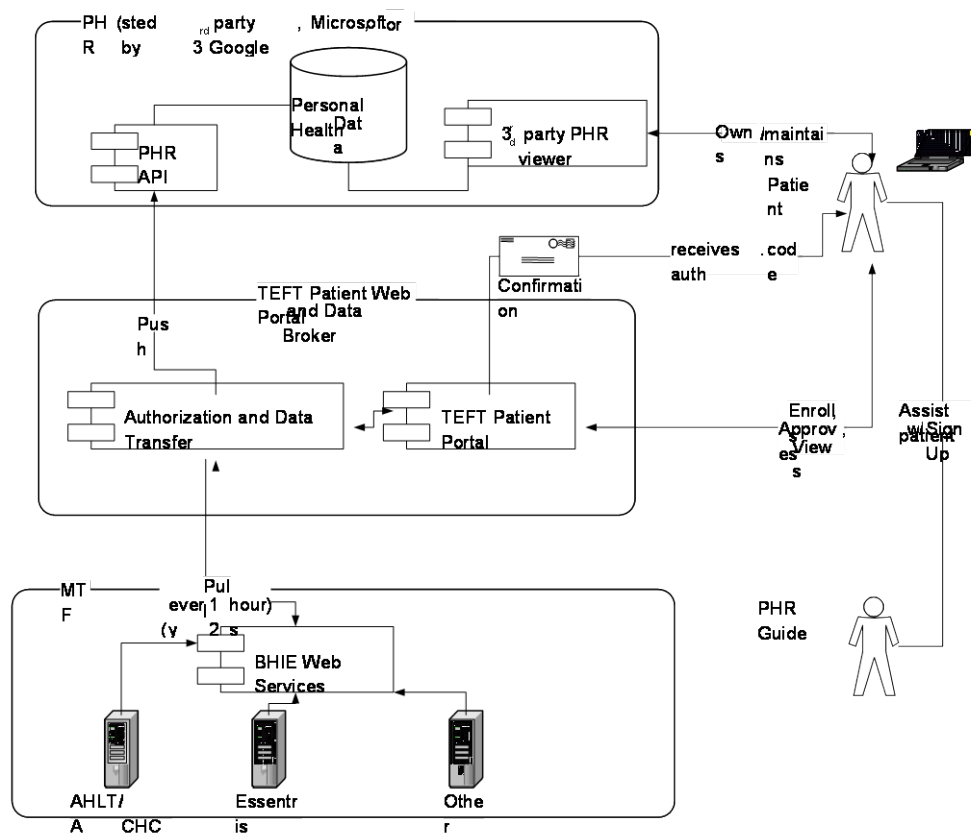 PH (sted rd party , Microsoft,or
R by 3 Google
Personal
Dat
Health
a
PHR
API
3 party PHR
d
viewer
Own /maintai
s ns
Patie
nt
receives .cod
auth e
Confirmati
on
TEFT Patient Web
and Data
Portal
Broker
Pus
h
Authorization and Data
Transfer
TEFT Patient
Portal
Enroll,
Approv ,
s
es View
s
Assist
w/Sign
patient
Up
MT
F
Pul
ever 1 hour)
l
(y 2 s
BHIE Web
Services
PHR
Guide
AHLT/
A CHC
Essentr
is
Othe
r